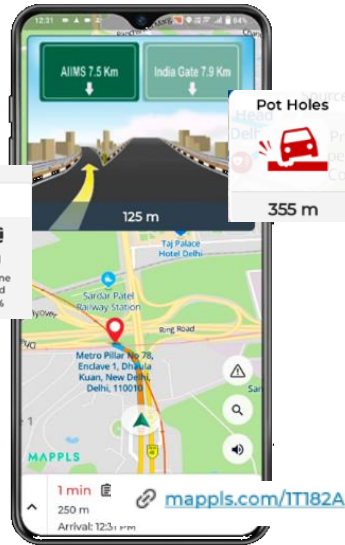 12:31
84%
AIIMS 7.5 Km
India Gate 7.9 Km
125 m
Pot Holes
355 m
Taj Palace
Hotel Delhi
Sardar Patel
Railway Station
Ring Road
Metro Pillar No 78,
Enclave 1, Dhaula
Kuan, New Delhi,
Delhi, 110010
MAPPLS
1 min
250 m
Arrival: 12:31 PM
mappls.com/1T182A